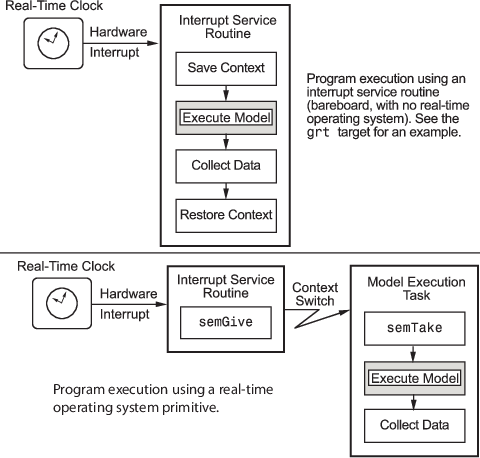 Real-Time Clock
Hardware
Interrupt
Interrupt Service
Routine
Save Context
Execute Model
Collect Data
Restore Context
Program execution using an
interrupt service routine
(bareboard, with no real-time
operating system). See the
grt target for an example.
Real-Time Clock
Hardware
Interrupt
Interrupt Service
Routine
semGive
Context
Switch
Model Execution
Task
semTake
Execute Model
Collect Data
Program execution using a real-time
operating system primitive.